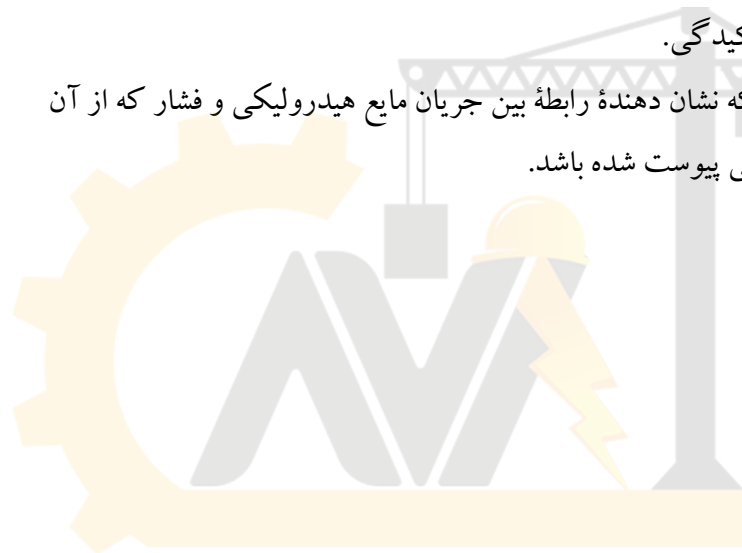 کیدگی.
که نشان دهندهٔ رابطهٔ بین جریان مایع هیدرولیکی و فشار که از آن
ی پیوست شده باشد.